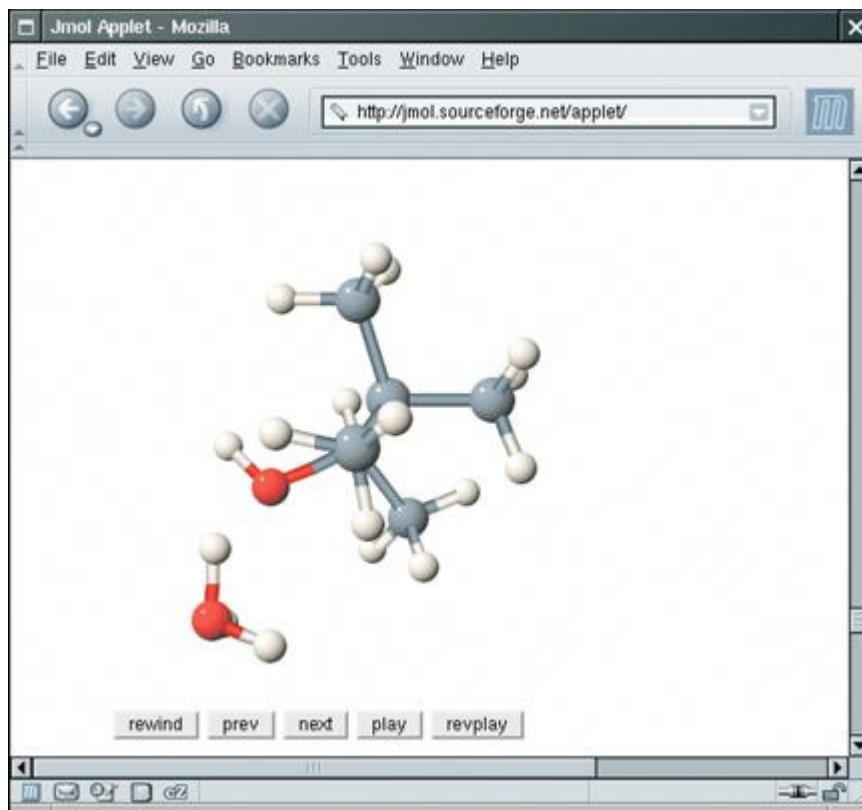 Jmol Applet - Mozilla
File Edit View Go Bookmarks Tools Window Help
http://jmol.sourceforge.net/applet/
rewind prev next play revplay